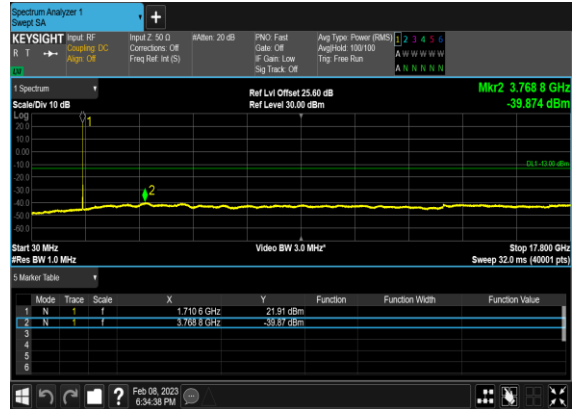 Spectrum Analyzer 1
Swept SA
+
KEYSIGHT Input: RF Input Z: 50 Ω #Atten: 20 dB PNO: Fast Avg Type: Power (RMS) 1 2 3 4 5 6
R T Coupling: DC Corrections: Off Gate: Off Avg|Hold: 100/100 A W W W W W
Align: Off Freq Ref: Int (S) IF Gain: Low Trig: Free Run
Sig Track: Off A N N N N N
1 Spectrum Ref Lvl Offset 25.60 dB Mkr2 3.768 8 GHz
Scale/Div 10 dB Ref Level 30.00 dBm -39.874 dBm
Log
20.0
10.0
0.00
-10.0
-20.0
-30.0
-40.0
-50.0
-60.0
1
2
DL1 -13.00 dBm
Start 30 MHz Video BW 3.0 MHz* Stop 17.800 GHz
#Res BW 1.0 MHz Sweep 32.0 ms (40001 pts)
5 Marker Table
Mode Trace Scale X Y Function Function Width Function Value
1 N 1 f 1.710 6 GHz 21.91 dBm
2 N 1 f 3.768 8 GHz -39.87 dBm
3
4
5
6
? Feb 08, 2023
6:34:38 PM